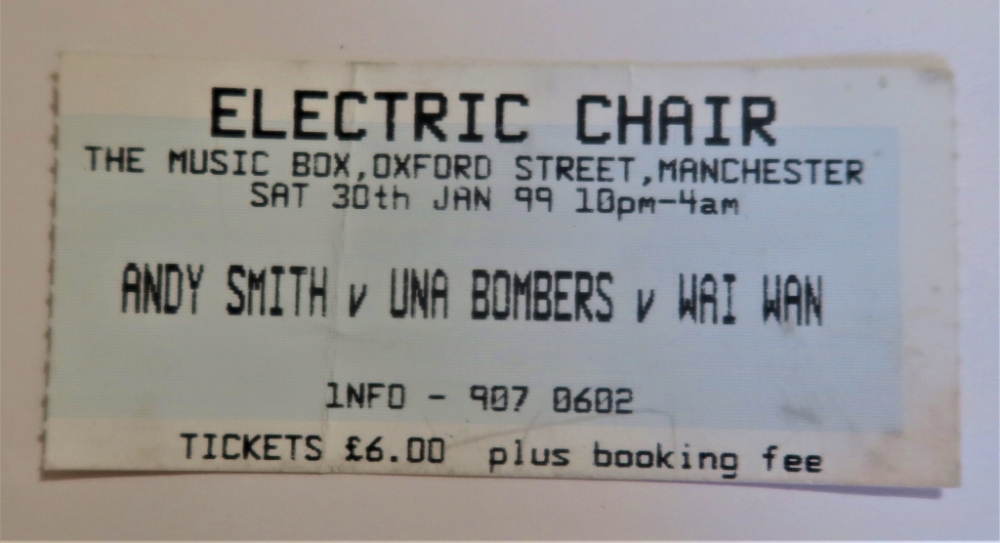 ELECTRIC CHAIR
THE MUSIC BOX,OXFORD STREET,MANCHESTER
SAT 30th JAN 99 10pm-4am
ANDY SMITH v UNA BOMBERS v WAI WAN
INFO - 907 0602
TICKETS £6.00 plus booking fee